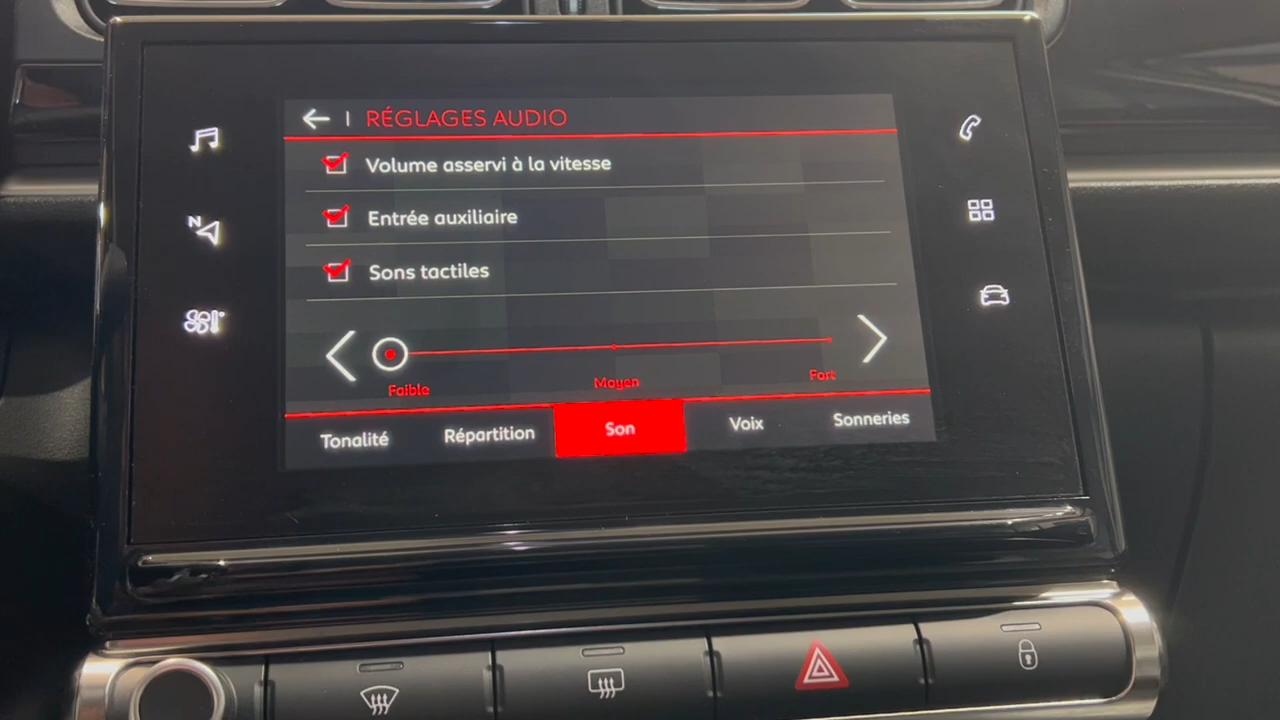 RÉGLAGES AUDIO
Volume asservi à la vitesse
Entrée auxiliaire
N
Sons tactiles
Faible Moyen Fort
Tonalité Répartition Son Voix Sonneries